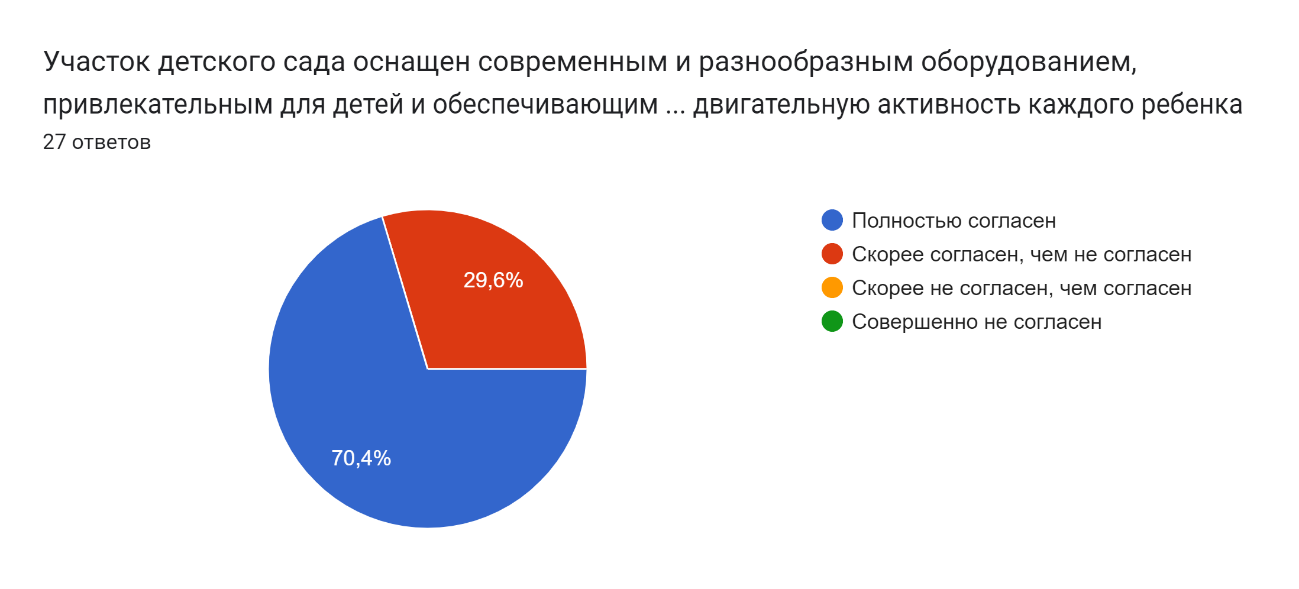 Участок детского сада оснащен современным и разнообразным оборудованием,
привлекательным для детей и обеспечивающим ... двигательную активность каждого ребенка
27 ответов
Полностью согласен
Скорее согласен, чем не согласен
Скорее не согласен, чем согласен
Совершенно не согласен
29,6%
70,4%